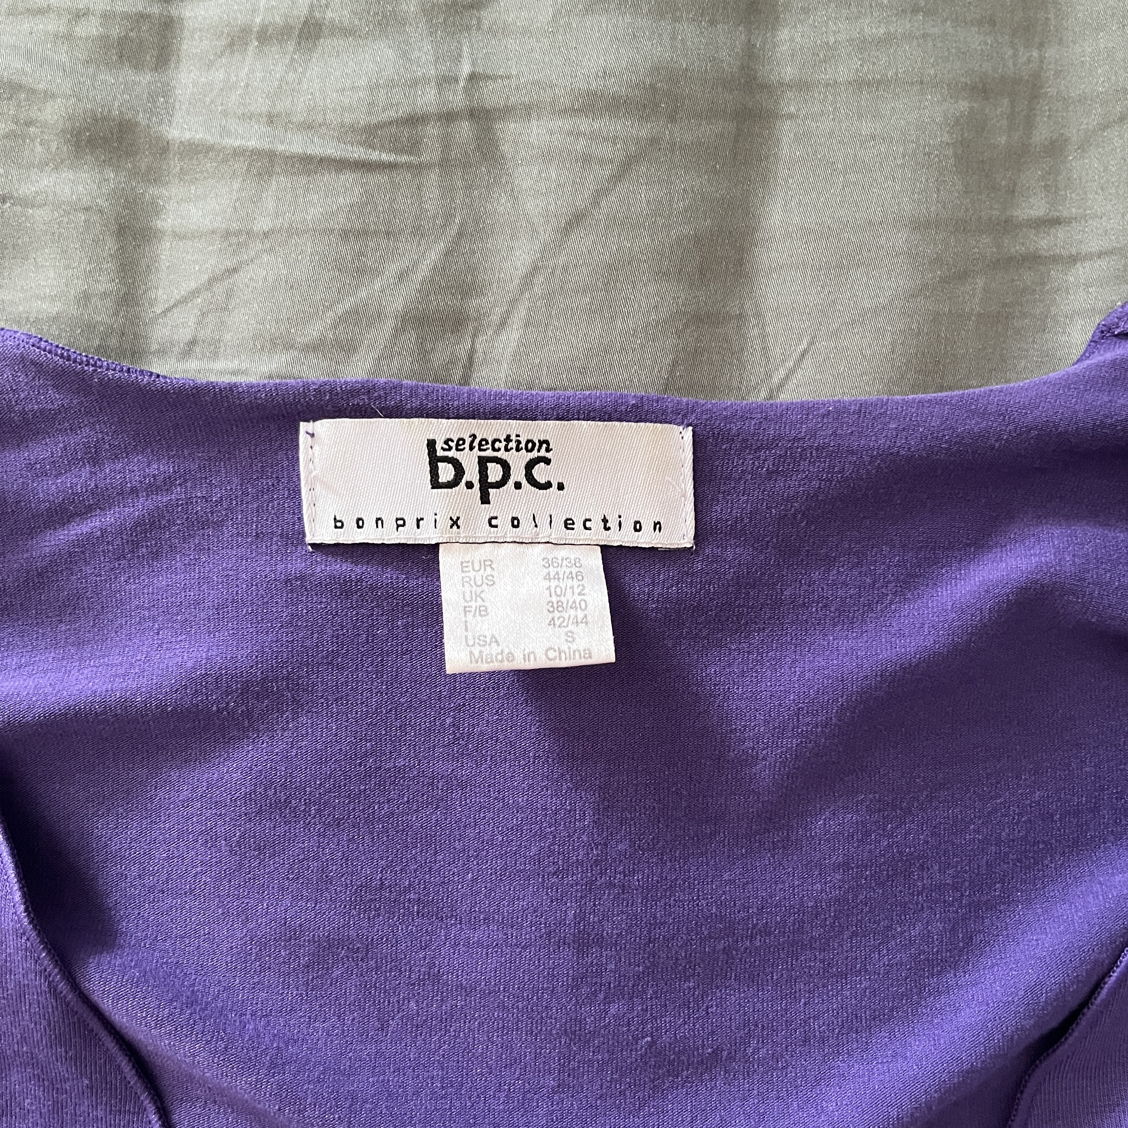 selection
b.p.c.
bonprix collection
EUR 36/38
RUS 44/46
UK 10/12
F/B 38/40
I 42/44
USA S
Made in China